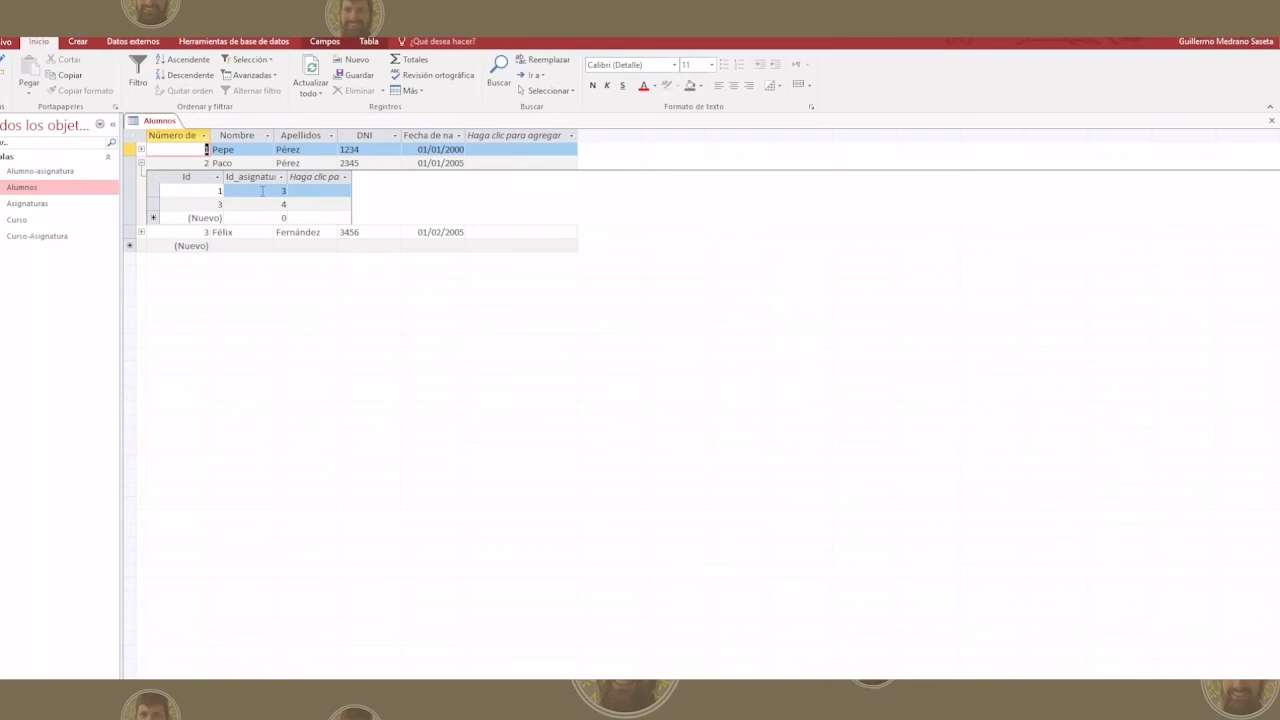 ivo Inicio Crear Datos externos Herramientas de base de datos Campos Tabla ¿Qué desea hacer? Guillermo Medrano Saseta
Pegar
Cortar
Copiar
Copiar formato
Portapapeles
Filtro
Ascendente
Descendente
Quitar orden
Selección
Avanzadas
Alternar filtro
Ordenar y filtrar
Actualizar
todo
Nuevo
Guardar
Eliminar
Totales
Revisión ortográfica
Más
Registros
Buscar
Reemplazar
Ir a
Seleccionar
Buscar
Calibri (Detalle) 11
N K S A
Formato de texto
dos los objet...
r...
olas
Alumno-asignatura
Alumnos
Asignaturas
Curso
Curso-Asignatura
Alumnos
Número de Nombre Apellidos DNI Fecha de na Haga clic para agregar
1 Pepe Pérez 1234 01/01/2000
2 Paco Pérez 2345 01/01/2005
Id Id_asignatu Haga clic pa
1 3
3 4
(Nuevo) 0
3 Félix Fernández 3456 01/02/2005
(Nuevo)